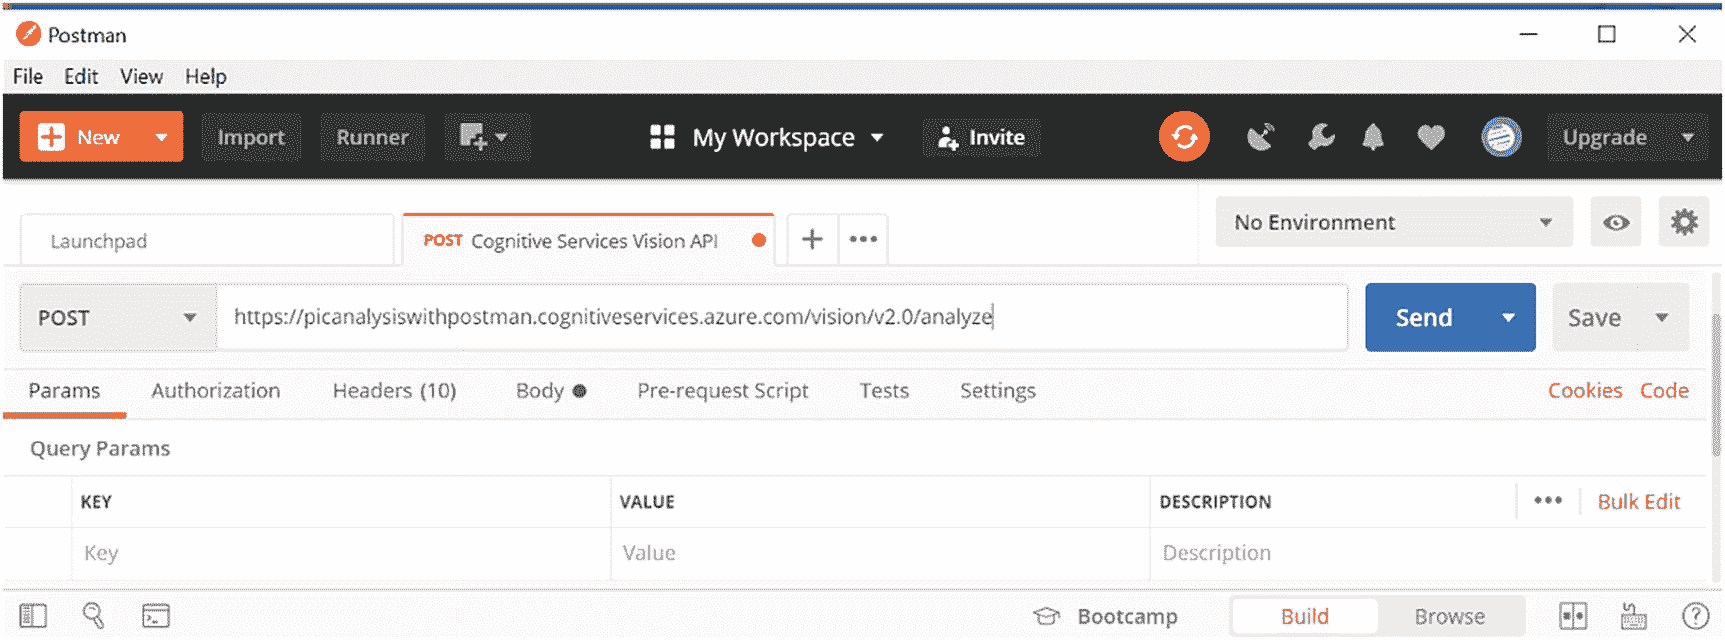 Postman
File Edit View Help
New Import Runner My Workspace Invite Upgrade
No Environment
Launchpad POST Cognitive Services Vision API
POST https://picanalysiswithpostman.cognitiveservices.azure.com/vision/v2.0/analyze Send Save
Params Authorization Headers (10) Body Pre-request Script Tests Settings Cookies Code
Query Params
KEY VALUE DESCRIPTION Bulk Edit
Key Value Description
Bootcamp Build Browse